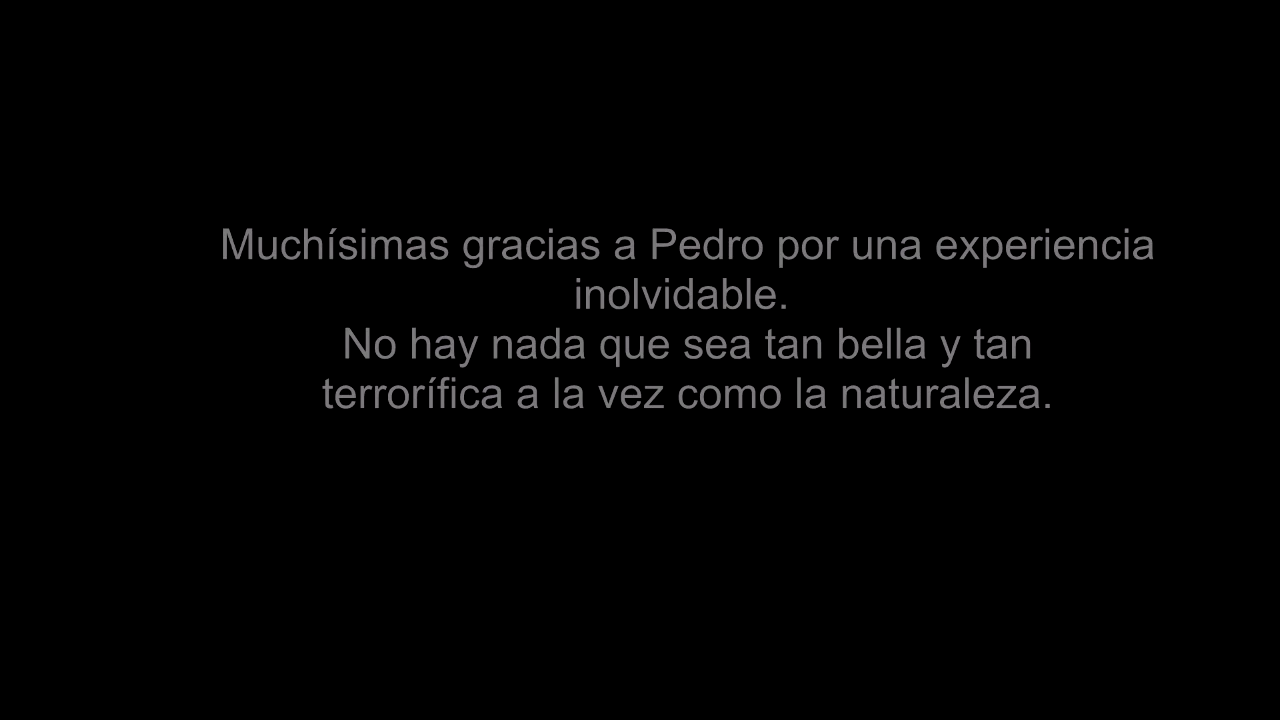 Muchísimas gracias a Pedro por una experiencia
inolvidable.
No hay nada que sea tan bella y tan
terrorífica a la vez como la naturaleza.